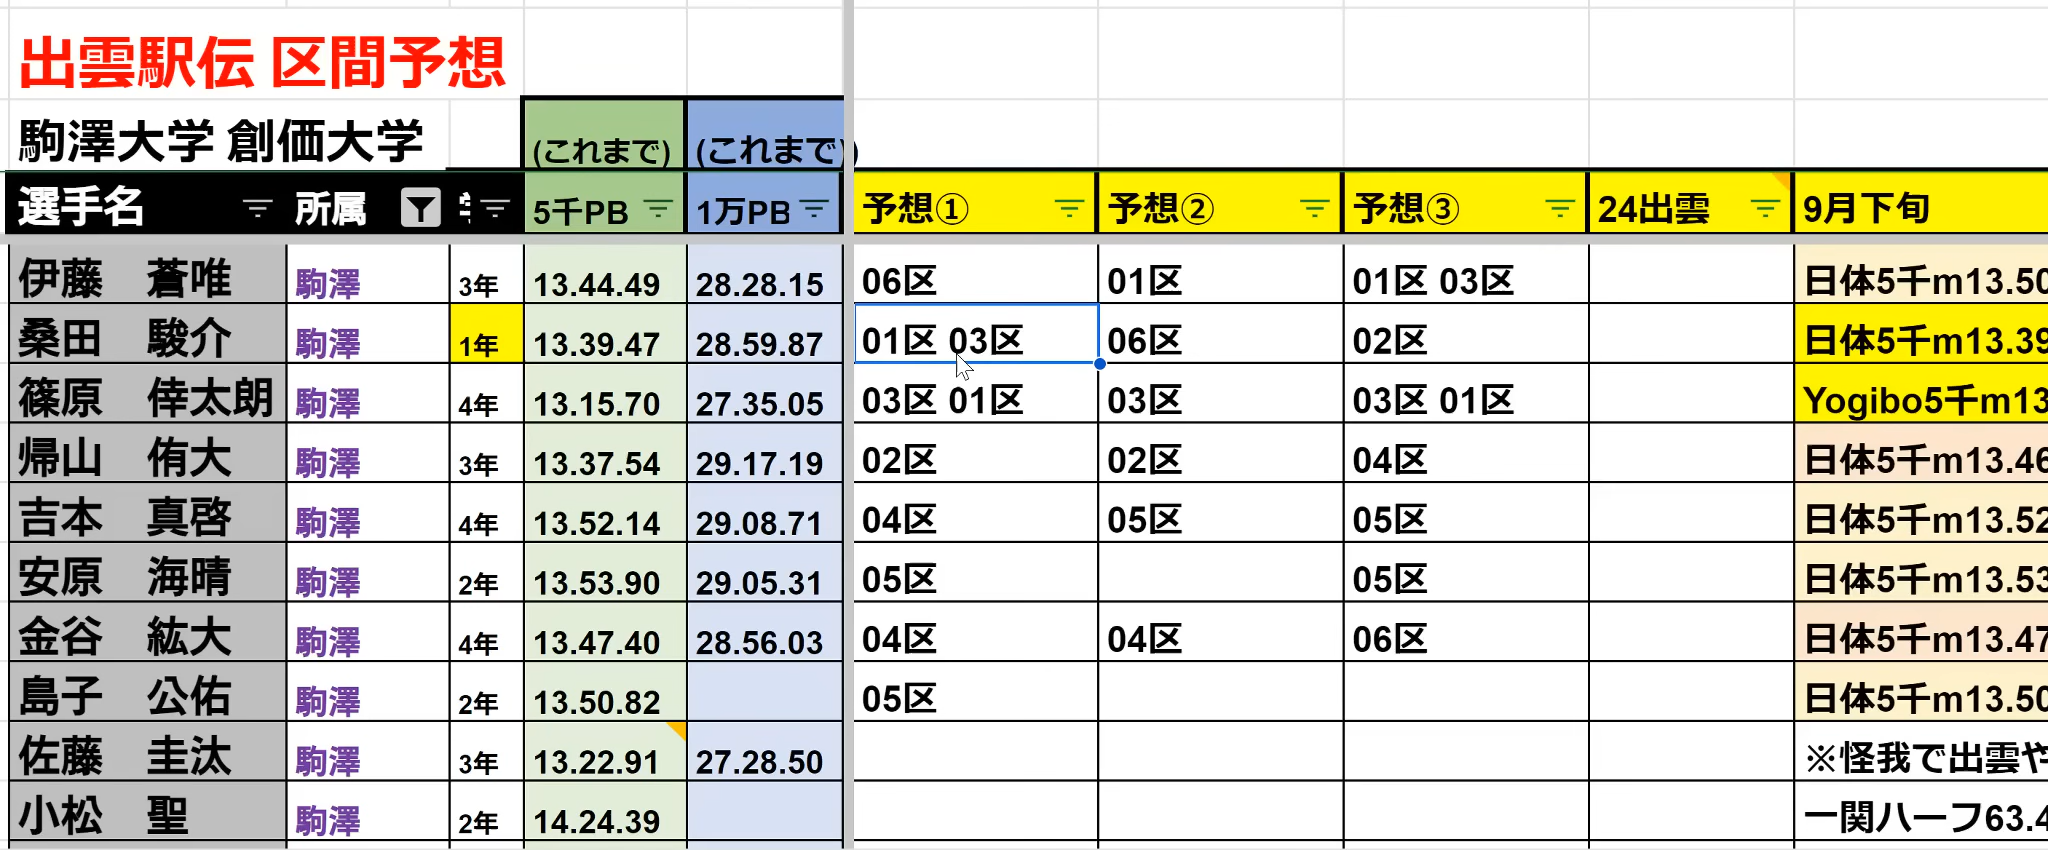 出雲駅伝 区間予想
駒澤大学 創価大学 (これまで) (これまで)
選手名 所属 5千PB 1万PB 予想① 予想② 予想③ 24出雲 9月下旬
伊藤 蒼唯 駒澤 3年 13.44.49 28.28.15 06区 01区 01区 03区 日体5千m13.50
桑田 駿介 駒澤 1年 13.39.47 28.59.87 01区 03区 06区 02区 日体5千m13.39
篠原 倖太朗 駒澤 4年 13.15.70 27.35.05 03区 01区 03区 03区 01区 Yogibo5千m13
帰山 侑大 駒澤 3年 13.37.54 29.17.19 02区 02区 04区 日体5千m13.46
吉本 真啓 駒澤 4年 13.52.14 29.08.71 04区 05区 05区 日体5千m13.52
安原 海晴 駒澤 2年 13.53.90 29.05.31 05区 05区 日体5千m13.53
金谷 紘大 駒澤 4年 13.47.40 28.56.03 04区 04区 06区 日体5千m13.47
島子 公佑 駒澤 2年 13.50.82 05区 日体5千m13.50
佐藤 圭汰 駒澤 3年 13.22.91 27.28.50 ※怪我で出雲や
小松 聖 駒澤 2年 14.24.39 一関ハーフ63.4